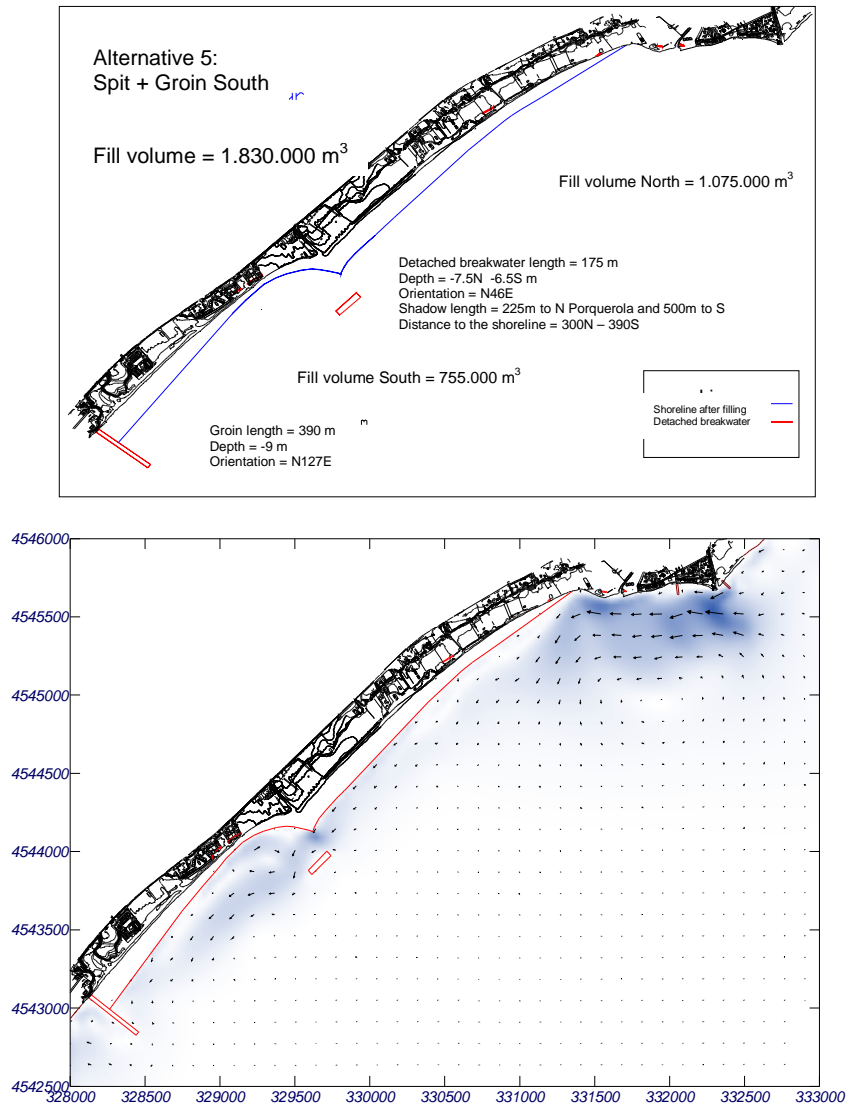 Alternative 5:
Spit + Groin South
Fill volume = 1.830.000 m³
Fill volume North = 1.075.000 m³
Detached breakwater length = 175 m
Depth = -7.5N -6.5S m
Orientation = N46E
Shadow length = 225m to N Porquerola and 500m to S
Distance to the shoreline = 300N – 390S
Fill volume South = 755.000 m³
Groin length = 390 m
Depth = -9 m
Orientation = N127E
Shoreline after filling
Detached breakwater
4546000
4545500
4545000
4544500
4544000
4543500
4543000
4542500
328000 328500 329000 329500 330000 330500 331000 331500 332000 332500 333000